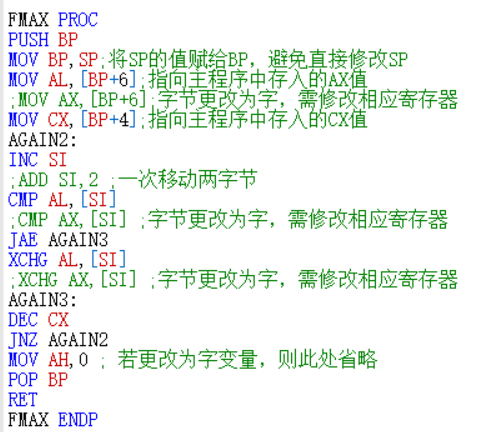 FMAX PROC
PUSH BP
MOV BP,SP;将SP的值赋给BP，避免直接修改SP
MOV AL,[BP+6];指向主程序中存入的AX值
;MOV AX,[BP+6];字节更改为字，需修改相应寄存器
MOV CX,[BP+4];指向主程序中存入的CX值
AGAIN2:
INC SI
;ADD SI,2 ;一次移动两字节
CMP AL,[SI]
;CMP AX,[SI] ;字节更改为字，需修改相应寄存器
JAE AGAIN3
XCHG AL,[SI]
;XCHG AX,[SI] ;字节更改为字，需修改相应寄存器
AGAIN3:
DEC CX
JNZ AGAIN2
MOV AH,0 ; 若更改为字变量，则此处省略
POP BP
RET
FMAX ENDP